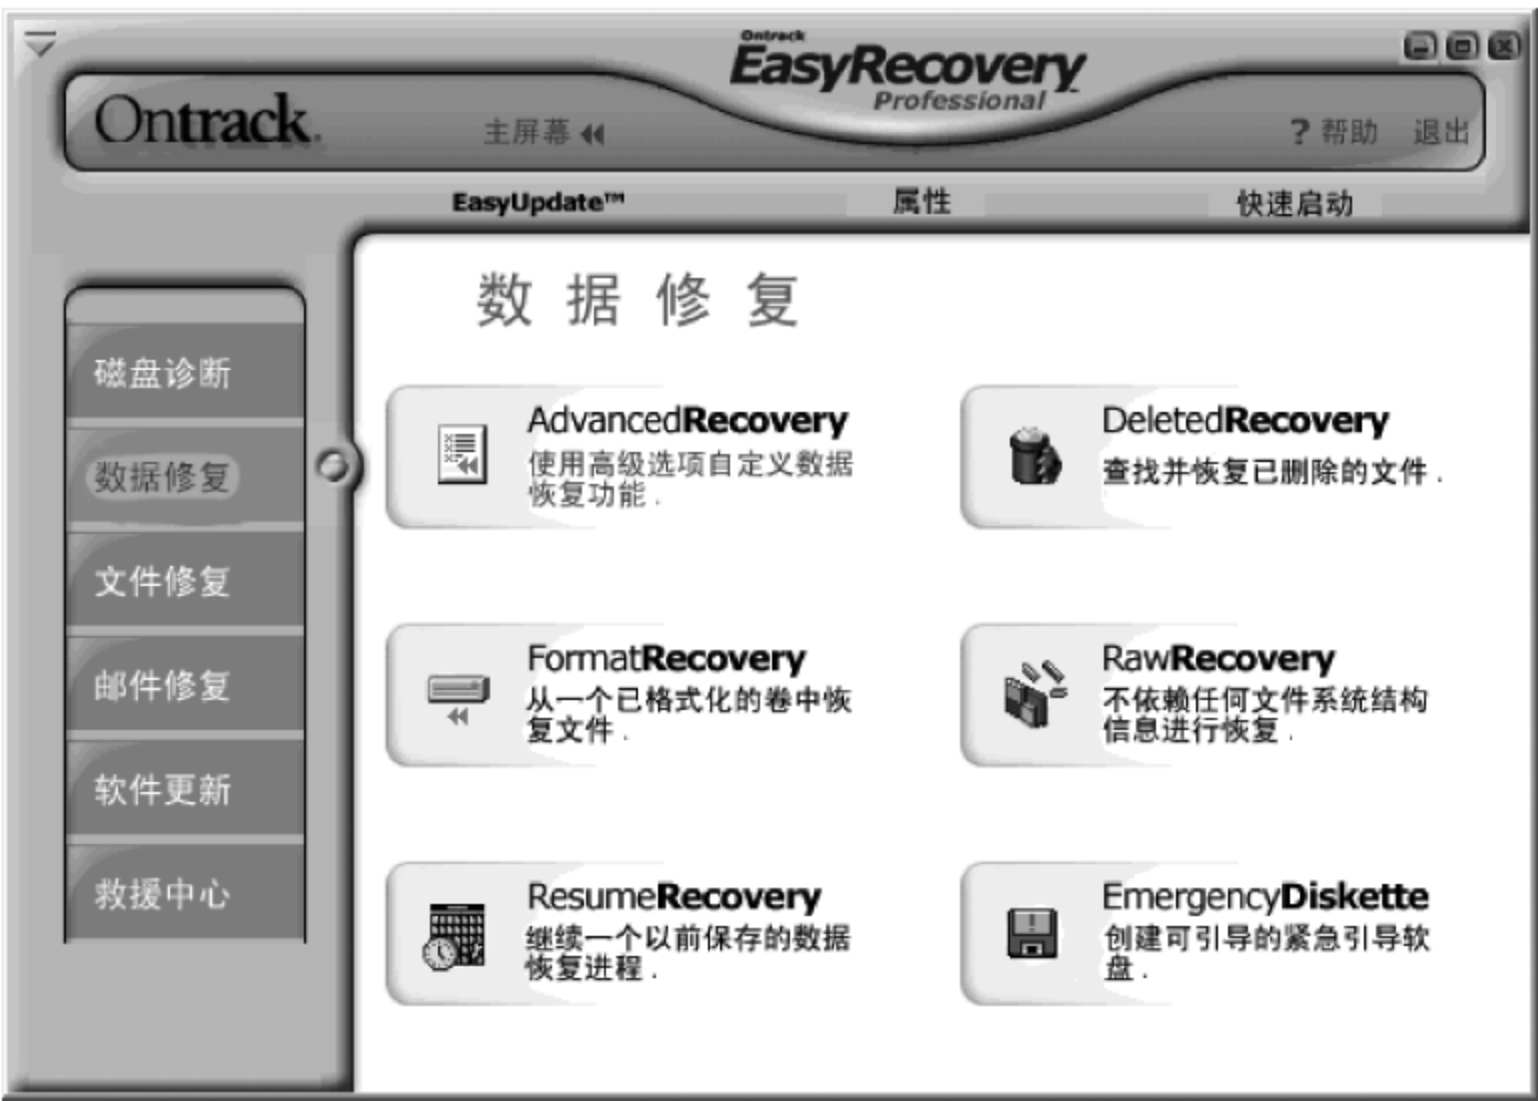 Ontrack
EasyRecovery
Professional
Ontrack.
主屏幕
? 帮助
退出
EasyUpdate™
属性
快速启动
磁盘诊断
数据修复
文件修复
邮件修复
软件更新
救援中心
数据修复
AdvancedRecovery
使用高级选项自定义数据
恢复功能.
DeletedRecovery
查找并恢复已删除的文件.
FormatRecovery
从一个已格式化的卷中恢
复文件.
RawRecovery
不依赖任何文件系统结构
信息进行恢复.
ResumeRecovery
继续一个以前保存的数据
恢复进程.
EmergencyDiskette
创建可引导的紧急引导软
盘.